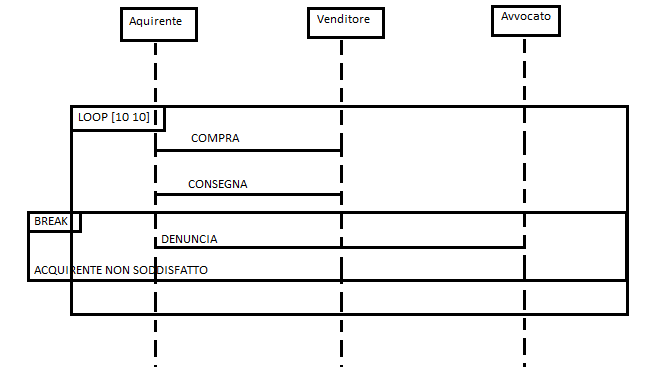 Aquirente
Venditore
Avvocato
LOOP [10 10]
COMPRA
CONSEGNA
BREAK
DENUNCIA
ACQUIRENTE NON SODDISFATTO